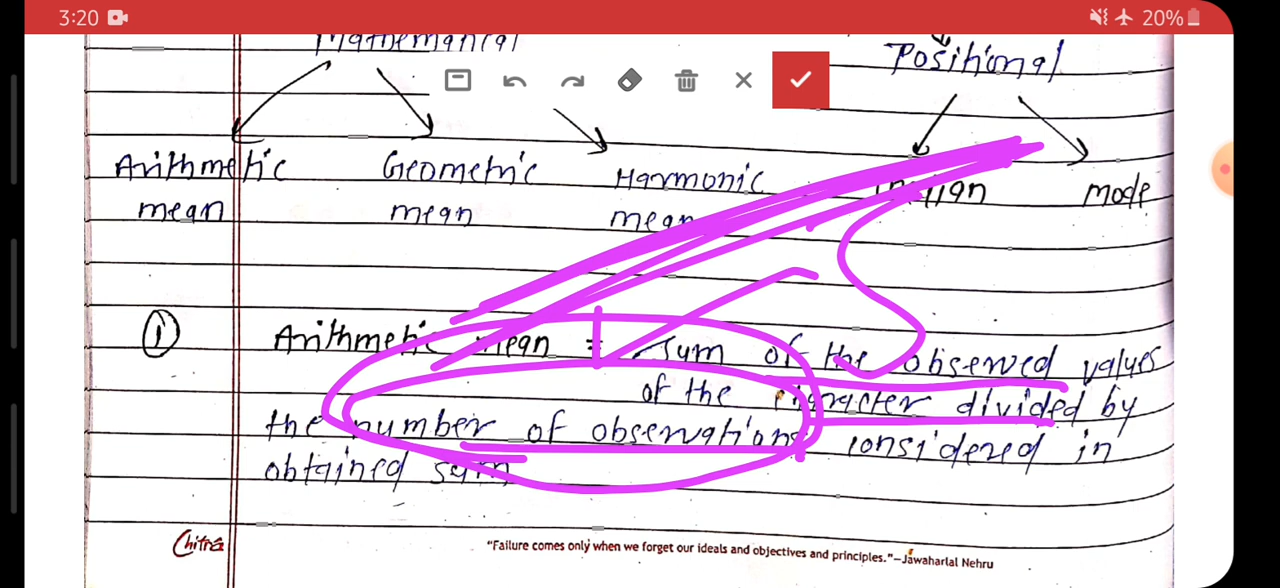 3:20
20%
Mathematical
Positional
Arithmetic Geometric Harmonic mode
mean mean mean
① Arithmetic mean = sum of the observed values
of the character divided by
the number of observations considered in
obtained sum
Chitra
"Failure comes only when we forget our ideals and objectives and principles."—Jawaharlal Nehru